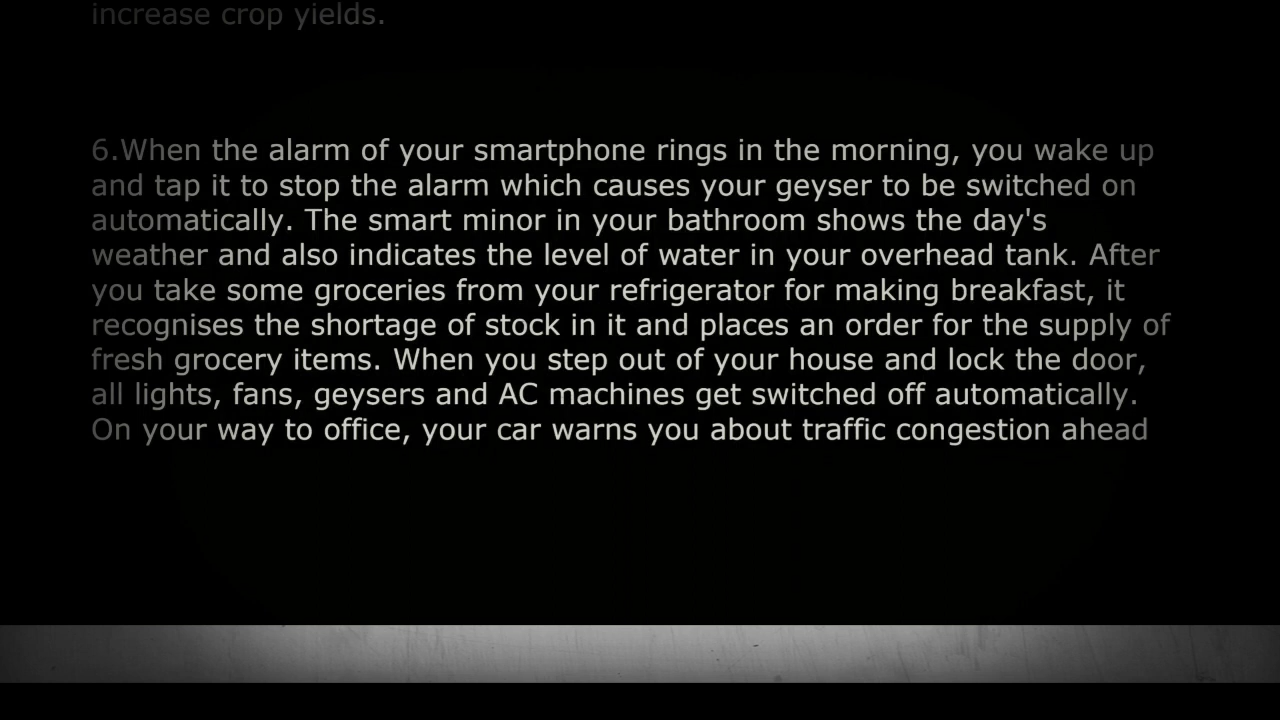 increase crop yields.
6.When the alarm of your smartphone rings in the morning, you wake up
and tap it to stop the alarm which causes your geyser to be switched on
automatically. The smart minor in your bathroom shows the day's
weather and also indicates the level of water in your overhead tank. After
you take some groceries from your refrigerator for making breakfast, it
recognises the shortage of stock in it and places an order for the supply of
fresh grocery items. When you step out of your house and lock the door,
all lights, fans, geysers and AC machines get switched off automatically.
On your way to office, your car warns you about traffic congestion ahead